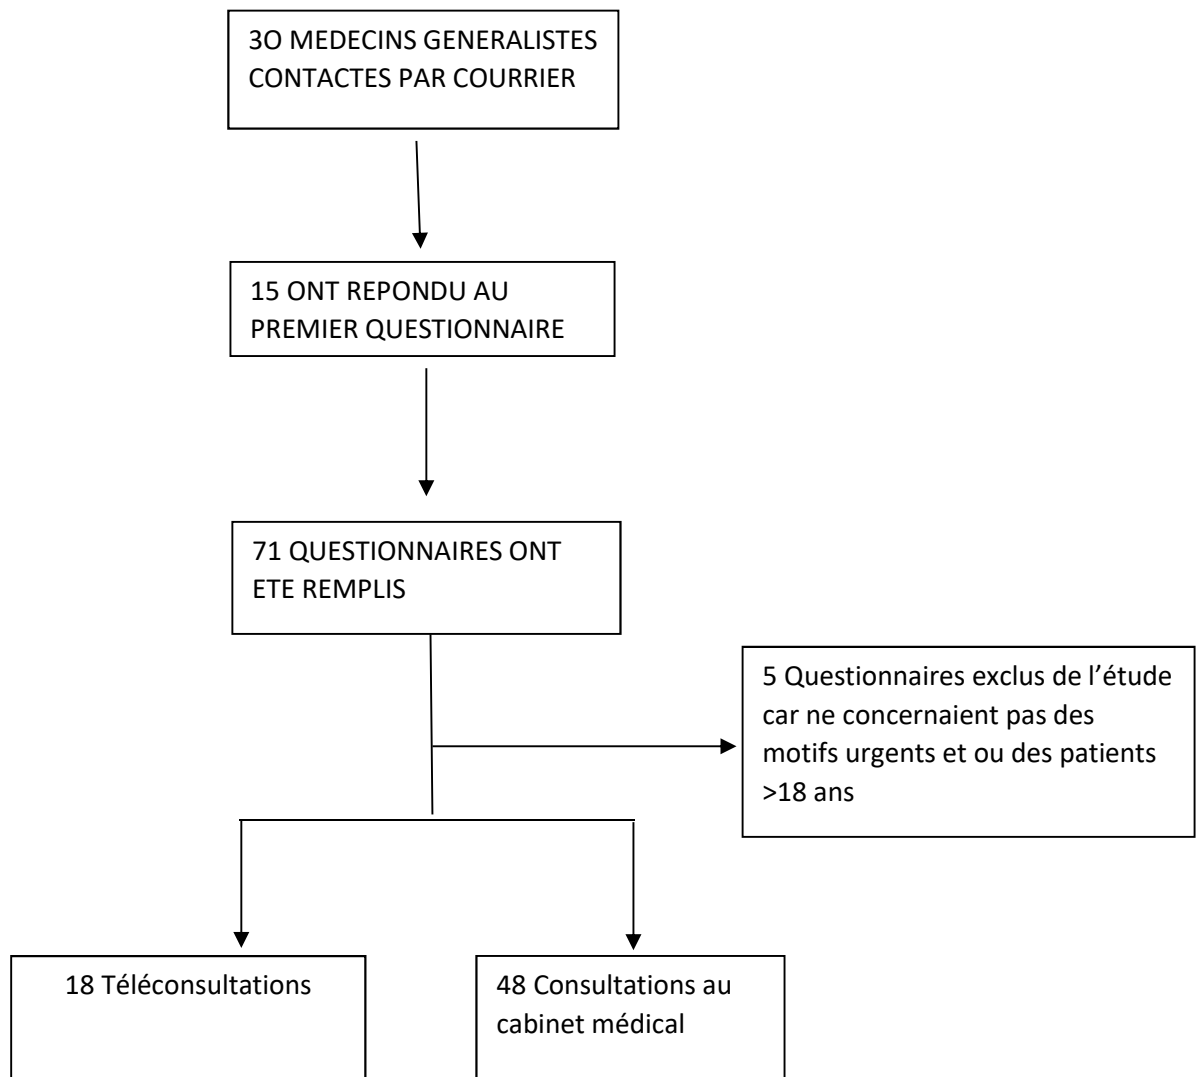 3O MEDECINS GENERALISTES
CONTACTES PAR COURRIER
15 ONT REPONDU AU
PREMIER QUESTIONNAIRE
71 QUESTIONNAIRES ONT
ETE REMPLIS
5 Questionnaires exclus de l’étude
car ne concernaient pas des
motifs urgents et ou des patients
>18 ans
18 Téléconsultations
48 Consultations au
cabinet médical